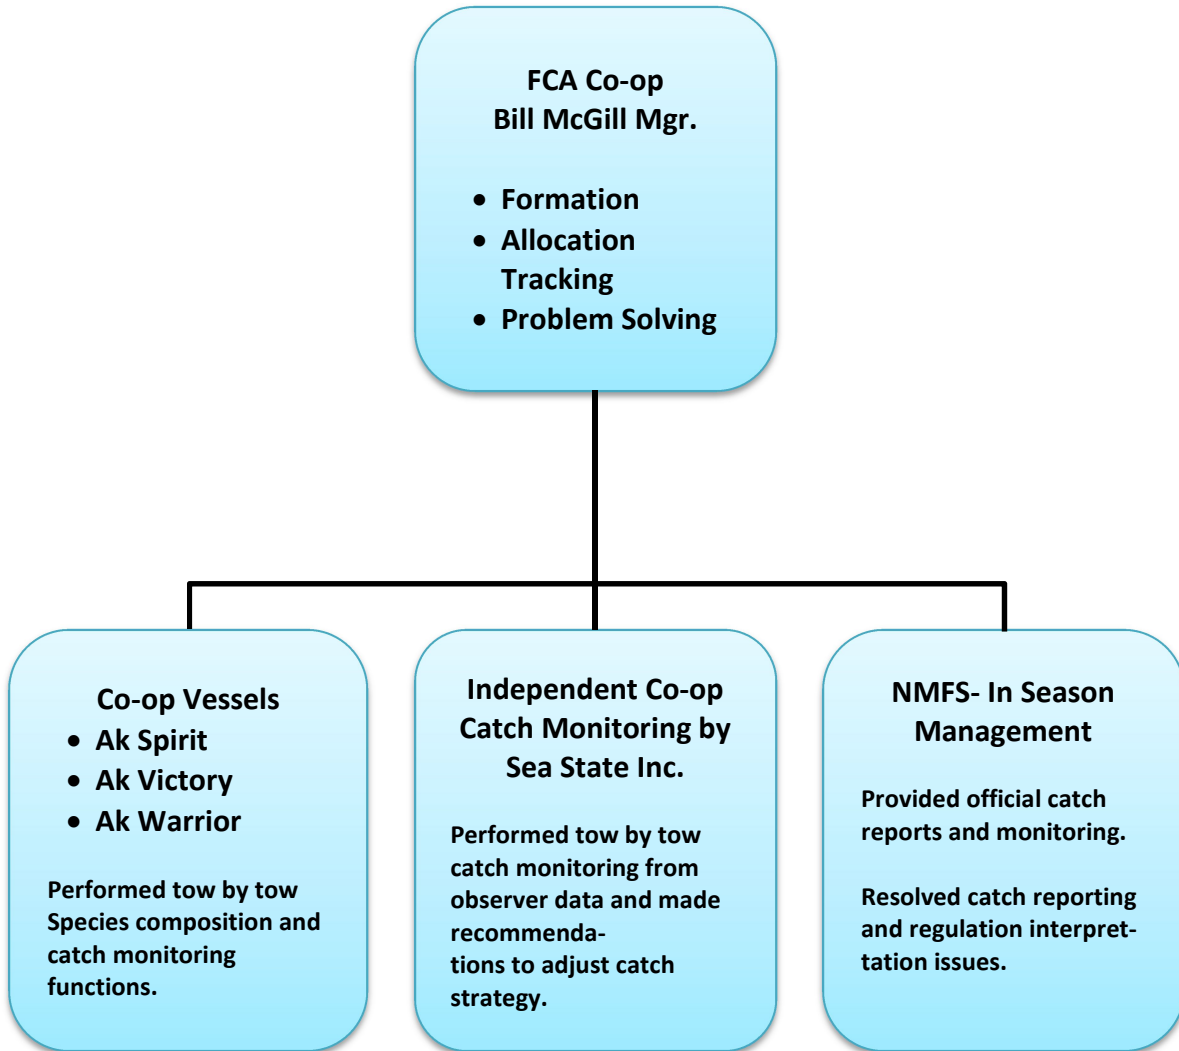 FCA Co-op
Bill McGill Mgr.
• Formation
• Allocation
Tracking
• Problem Solving
Co-op Vessels
• Ak Spirit
• Ak Victory
• Ak Warrior
Performed tow by tow
Species composition and
catch monitoring
functions.
Independent Co-op
Catch Monitoring by
Sea State Inc.
Performed tow by tow
catch monitoring from
observer data and made
recommenda-
tions to adjust catch
strategy.
NMFS- In Season
Management
Provided official catch
reports and monitoring.
Resolved catch reporting
and regulation interpret-
tation issues.